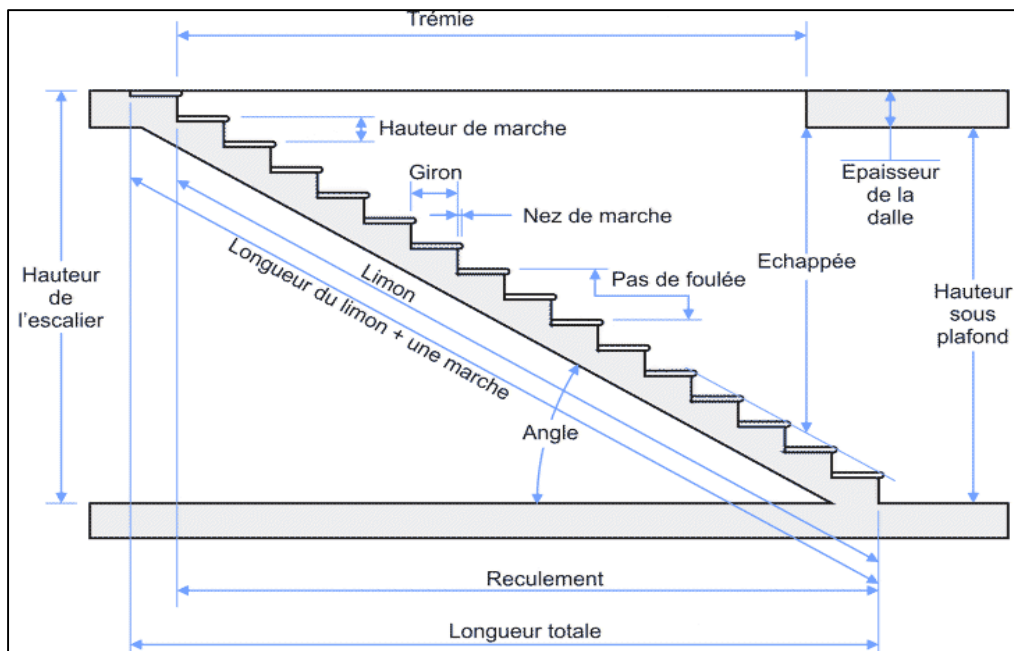 Trémie
Hauteur de marche
Giron
Nez de marche
Epaisseur
de la
dalle
Hauteur
de
l'escalier
Limon
Longueur du limon + une marche
Pas de foulée
Echappée
Hauteur
sous
plafond
Angle
Reculement
Longueur totale